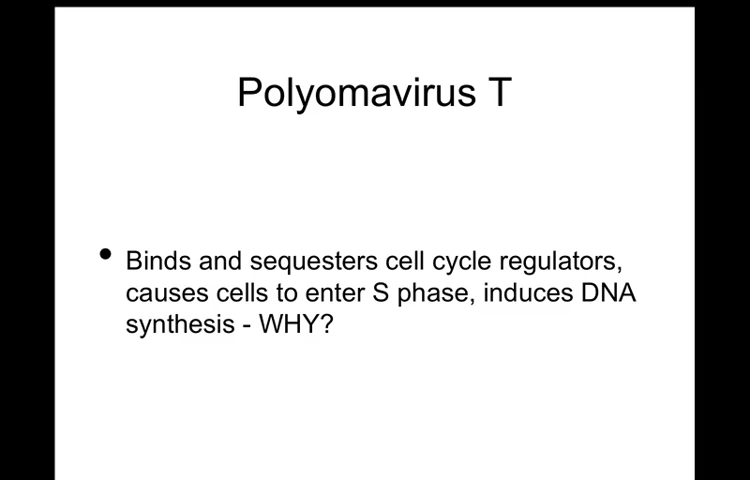 Polyomavirus T
• Binds and sequesters cell cycle regulators,
causes cells to enter S phase, induces DNA
synthesis - WHY?